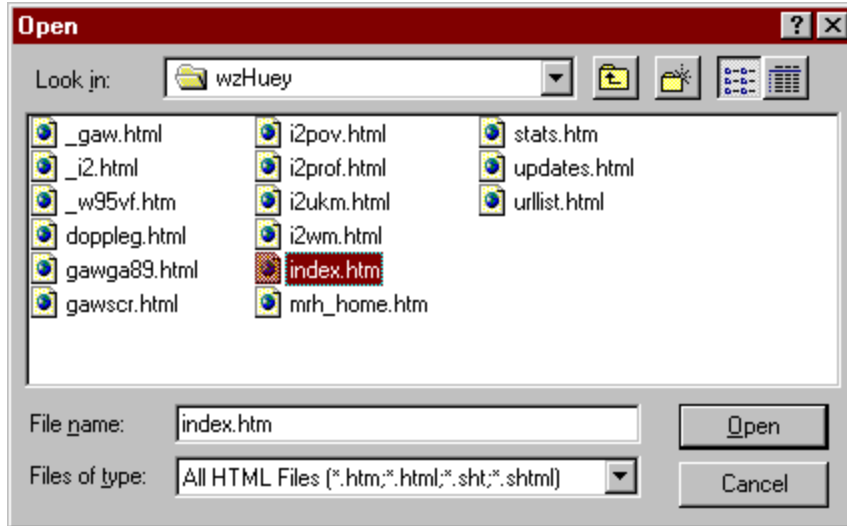 Open
Look in: wzHuey
_gaw.html i2pov.html stats.htm
_i2.html i2prof.html updates.html
_w95vf.htm i2ukm.html urllist.html
doppleg.html i2wm.html
gawga89.html index.htm
gawscr.html mrh_home.htm
File name: index.htm Open
Files of type: All HTML Files (*.htm;*.html;*.sht;*.shtml) Cancel